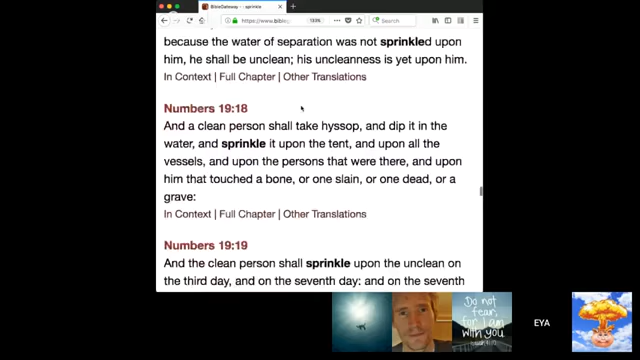 BibleGateway - sprinkle
https://www.bible
Search
because the water of separation was not sprinkled upon
him, he shall be unclean; his uncleanness is yet upon him.
In Context | Full Chapter | Other Translations
Numbers 19:18
And a clean person shall take hyssop, and dip it in the
water, and sprinkle it upon the tent, and upon all the
vessels, and upon the persons that were there, and upon
him that touched a bone, or one slain, or one dead, or a
grave:
In Context | Full Chapter | Other Translations
Numbers 19:19
And the clean person shall sprinkle upon the unclean on
the third day, and on the seventh day: and on the seventh
Do not
fear,
for I am
with you
EYA